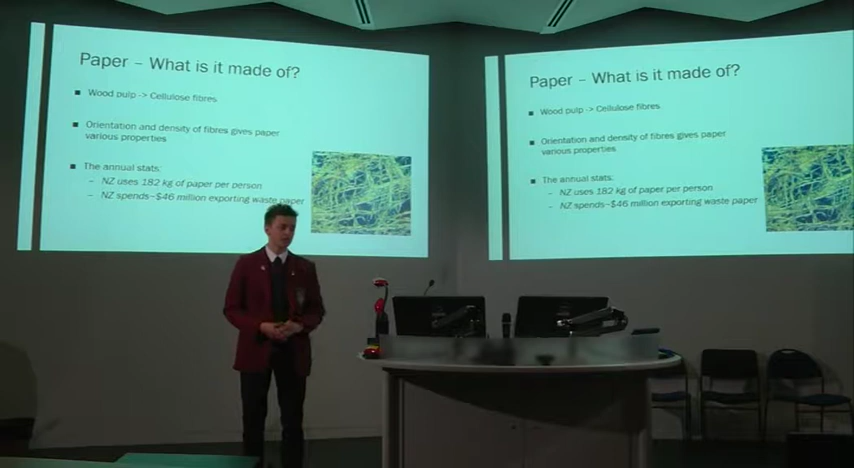 Paper – What is it made of?
▪ Wood pulp -> Cellulose fibres
▪ Orientation and density of fibres gives paper
various properties
▪ The annual stats:
– NZ uses 182 kg of paper per person
– NZ spends~$46 million exporting waste paper
Paper – What is it made of?
▪ Wood pulp -> Cellulose fibres
▪ Orientation and density of fibres gives paper
various properties
▪ The annual stats:
– NZ uses 182 kg of paper per person
– NZ spends~$46 million exporting waste paper